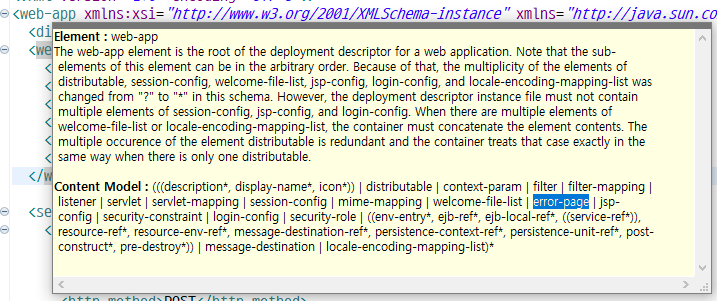 <web-app xmlns:xsi="http://www.w3.org/2001/XMLSchema-instance" xmlns="http://java.sun.co
<di
Element : web-app
The web-app element is the root of the deployment descriptor for a web application. Note that the sub-
elements of this element can be in the arbitrary order. Because of that, the multiplicity of the elements of
distributable, session-config, welcome-file-list, jsp-config, login-config, and locale-encoding-mapping-list was
changed from "?" to "*" in this schema. However, the deployment descriptor instance file must not contain
multiple elements of session-config, jsp-config, and login-config. When there are multiple elements of
welcome-file-list or locale-encoding-mapping-list, the container must concatenate the element contents. The
multiple occurence of the element distributable is redundant and the container treats that case exactly in the
same way when there is only one distributable.
Content Model : (((description*, display-name*, icon*)) | distributable | context-param | filter | filter-mapping |
listener | servlet | servlet-mapping | session-config | mime-mapping | welcome-file-list | error-page | jsp-
config | security-constraint | login-config | security-role | ((env-entry*, ejb-ref*, ejb-local-ref*, ((service-ref*)),
resource-ref*, resource-env-ref*, message-destination-ref*, persistence-context-ref*, persistence-unit-ref*, post-
construct*, pre-destroy*)) | message-destination | locale-encoding-mapping-list)*
<we
</w
<se
<http-method>POST</http-method>